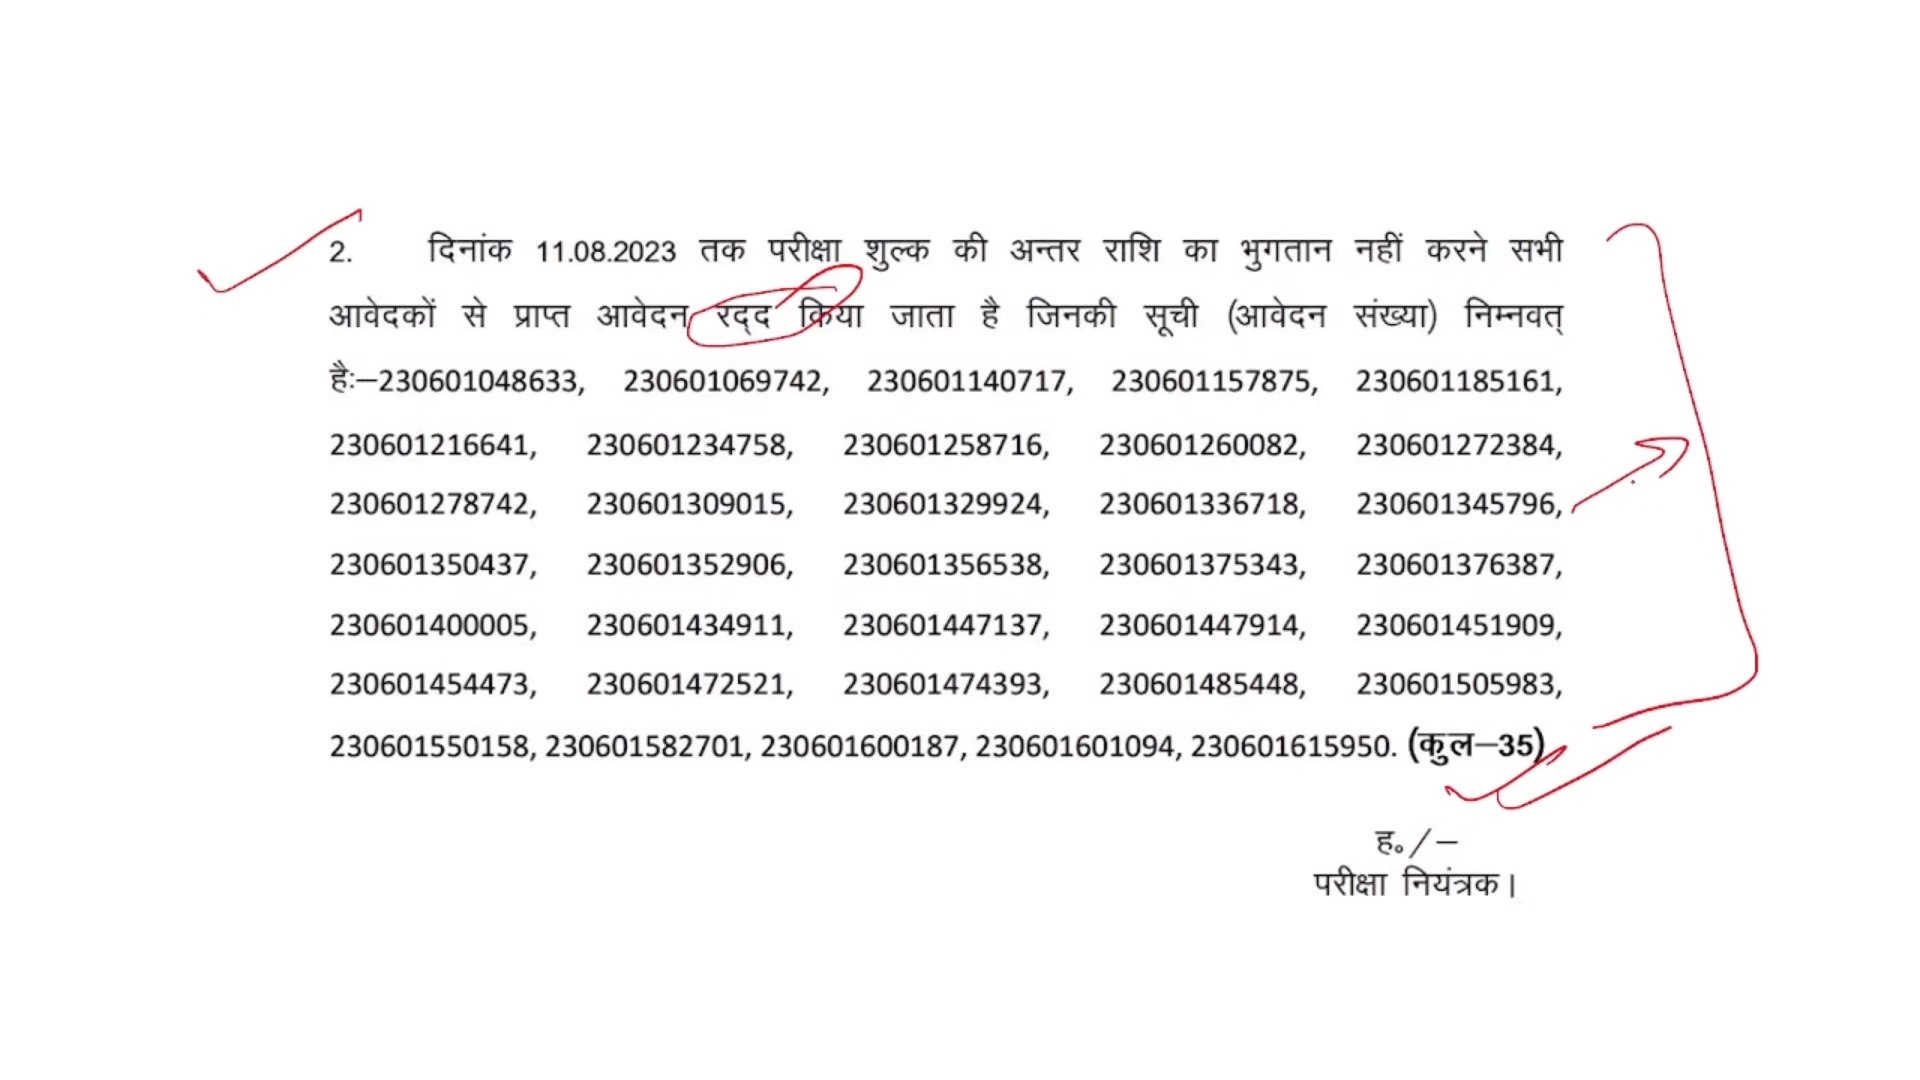 2. दिनांक 11.08.2023 तक परीक्षा शुल्क की अन्तर राशि का भुगतान नहीं करने सभी
आवेदकों से प्राप्त आवेदन रद्द किया जाता है जिनकी सूची (आवेदन संख्या) निम्नवत्
हैः–230601048633, 230601069742, 230601140717, 230601157875, 230601185161,
230601216641, 230601234758, 230601258716, 230601260082, 230601272384,
230601278742, 230601309015, 230601329924, 230601336718, 230601345796,
230601350437, 230601352906, 230601356538, 230601375343, 230601376387,
230601400005, 230601434911, 230601447137, 230601447914, 230601451909,
230601454473, 230601472521, 230601474393, 230601485448, 230601505983,
230601550158, 230601582701, 230601600187, 230601601094, 230601615950. (कुल–35)
ह०/–
परीक्षा नियंत्रक।